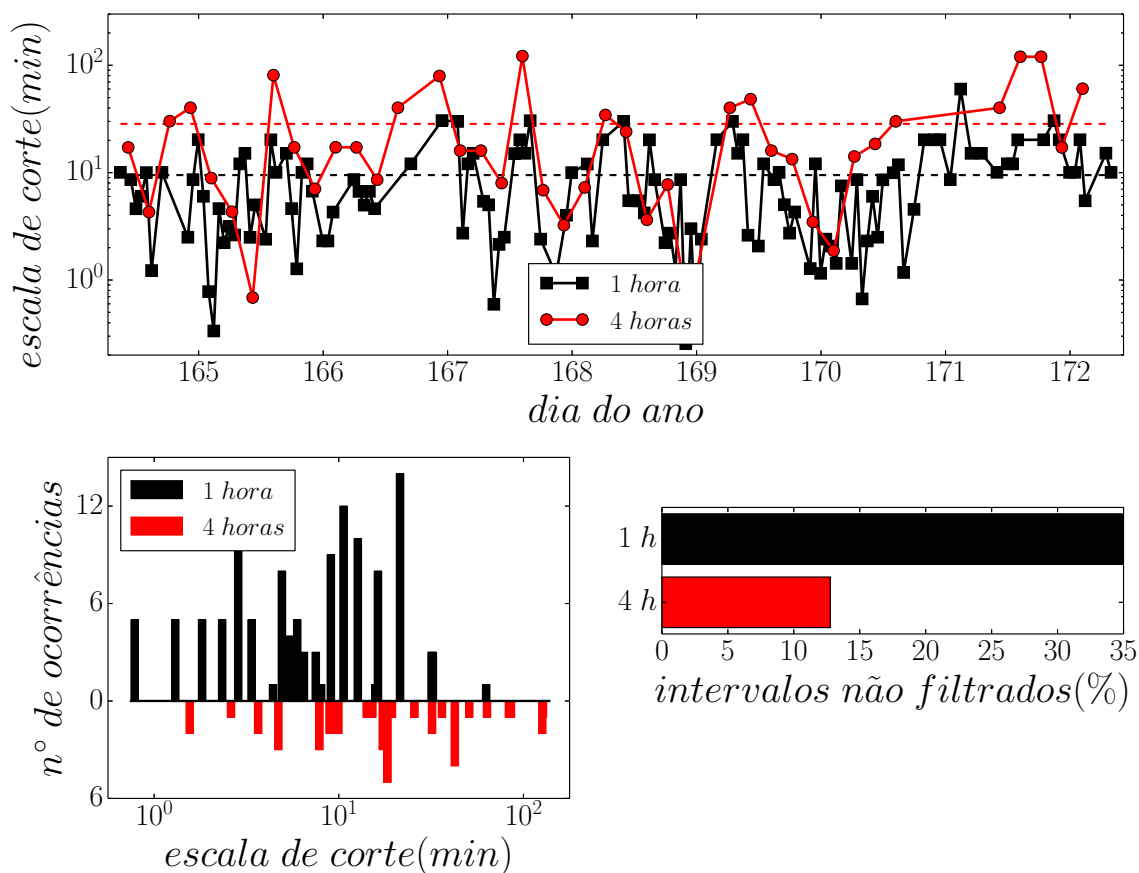 escala de corte(min)
10²
10¹
10⁰
1 hora
4 horas
165 166 167 168 169 170 171 172
dia do ano
n° de ocorrências
12
6
0
6
1 hora
4 horas
10⁰ 10¹ 10²
escala de corte(min)
1 h
4 h
0 5 10 15 20 25 30 35
intervalos não filtrados(%)